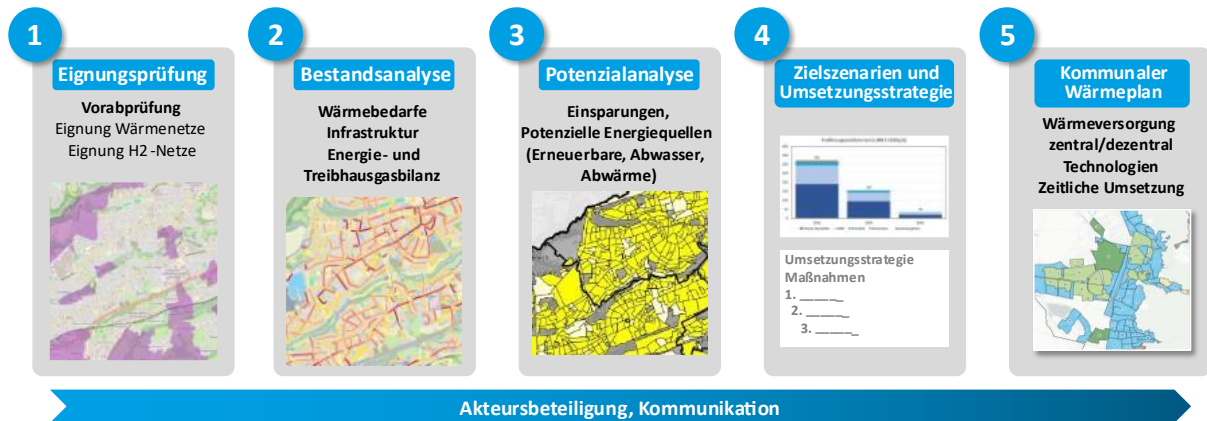 1
Eignungsprüfung
Vorabprüfung
Eignung Wärmenetze
Eignung H2 -Netze
2
Bestandsanalyse
Wärmebedarfe
Infrastruktur
Energie- und
Treibhausgasbilanz
3
Potenzialanalyse
Einsparungen,
Potenzielle Energiequellen
(Erneuerbare, Abwasser,
Abwärme)
4
Zielszenarien und
Umsetzungsstrategie
Umsetzungsstrategie
Maßnahmen
1. ______
2. ______
3. ______
5
Kommunaler
Wärmeplan
Wärmeversorgung
zentral/dezentral
Technologien
Zeitliche Umsetzung
Akteursbeteiligung, Kommunikation